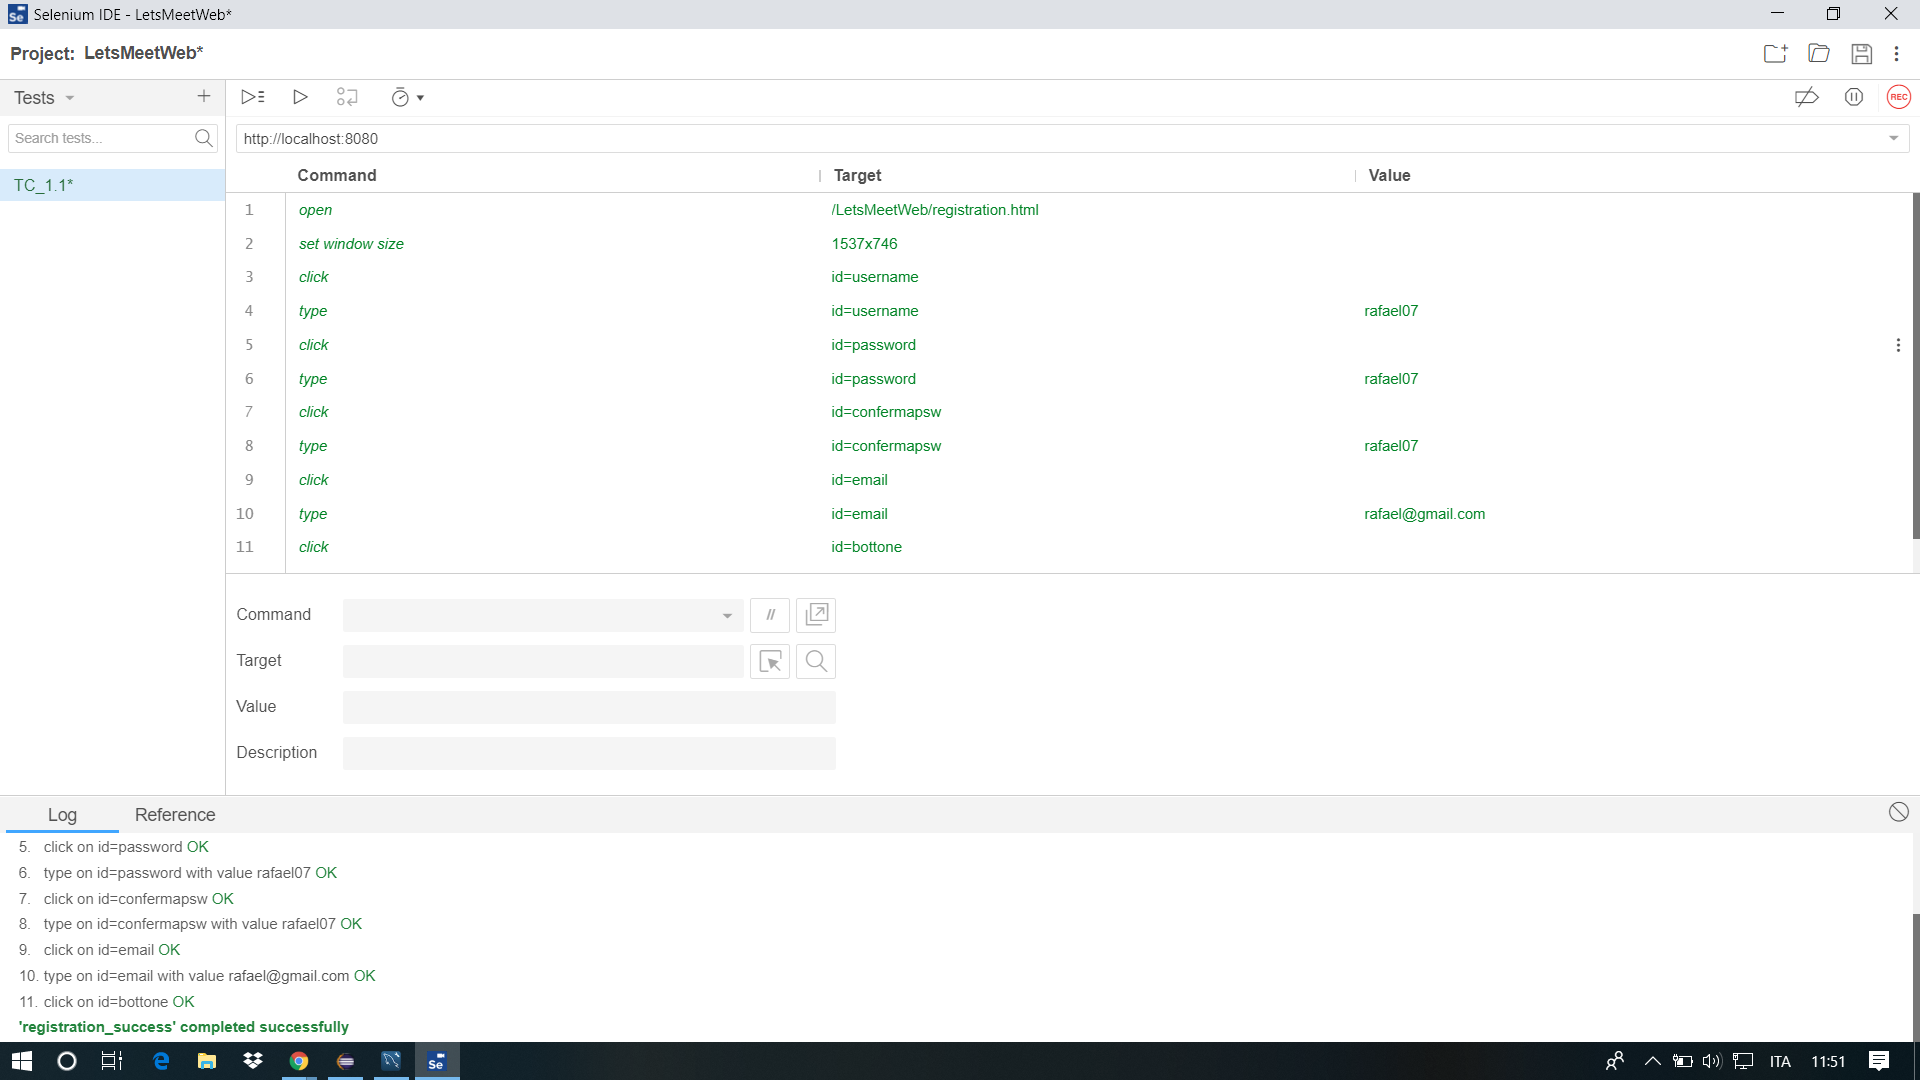 Selenium IDE - LetsMeetWeb*
Project: LetsMeetWeb*
Tests
Search tests...
TC_1.1*
REC
http://localhost:8080
Command Target Value
1 open /LetsMeetWeb/registration.html
2 set window size 1537x746
3 click id=username
4 type id=username rafael07
5 click id=password
6 type id=password rafael07
7 click id=confermapsw
8 type id=confermapsw rafael07
9 click id=email
10 type id=email rafael@gmail.com
11 click id=bottone
Command //
Target
Value
Description
Log Reference
5. click on id=password OK
6. type on id=password with value rafael07 OK
7. click on id=confermapsw OK
8. type on id=confermapsw with value rafael07 OK
9. click on id=email OK
10. type on id=email with value rafael@gmail.com OK
11. click on id=bottone OK
'registration_success' completed successfully
Se ITA 11:51